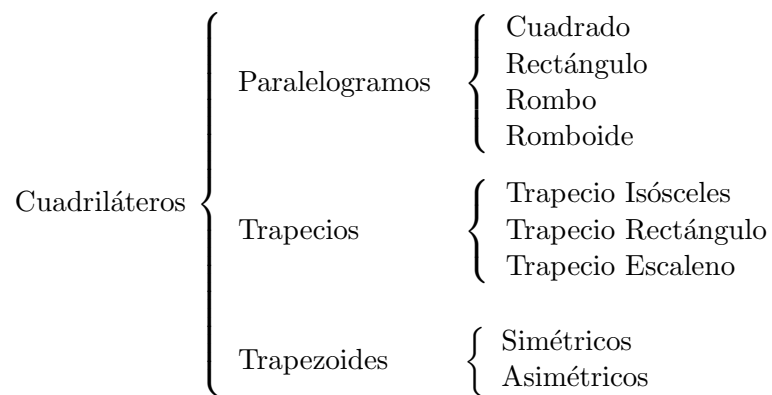 Cuadriláteros
Paralelogramos
Cuadrado
Rectángulo
Rombo
Romboide
Trapecios
Trapecio Isósceles
Trapecio Rectángulo
Trapecio Escaleno
Trapezoides
Simétricos
Asimétricos